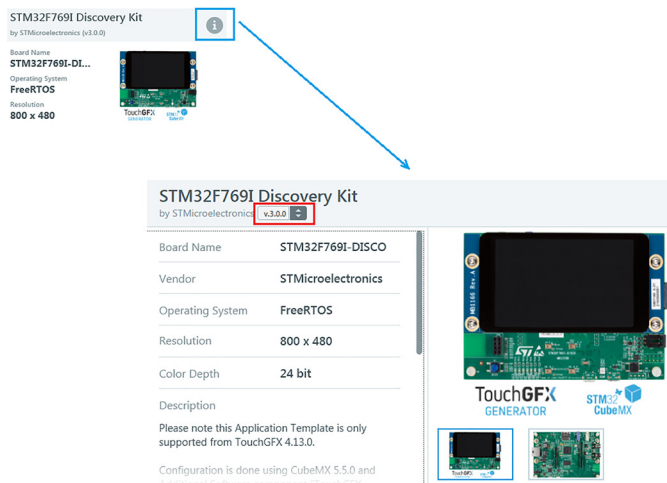 STM32F769I Discovery Kit
by STMicroelectronics (v3.0.0)
Board Name
STM32F769I-DI...
Operating System
FreeRTOS
Resolution
800 x 480
TouchGFX
GENERATOR
STM32
CubeMX
STM32F769I Discovery Kit
by STMicroelectronics v.3.0.0
Board Name STM32F769I-DISCO
Vendor STMicroelectronics
Operating System FreeRTOS
Resolution 800 x 480
Color Depth 24 bit
Description
Please note this Application Template is only
supported from TouchGFX 4.13.0.
Configuration is done using CubeMX 5.5.0 and
MB1166 Rev.A
TouchGFX
GENERATOR
STM32
CubeMX